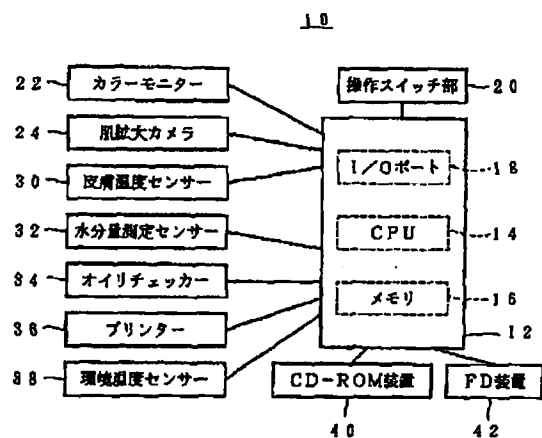 10
22 カラーモニター
操作スイッチ部 20
24 肌拡大カメラ
30 皮膚温度センサー
I/Oポート 18
32 水分量測定センサー
CPU 14
34 オイリチェッカー
メモリ 16
36 プリンター
12
38 環境温度センサー
CD-ROM装置
FD装置
40
42